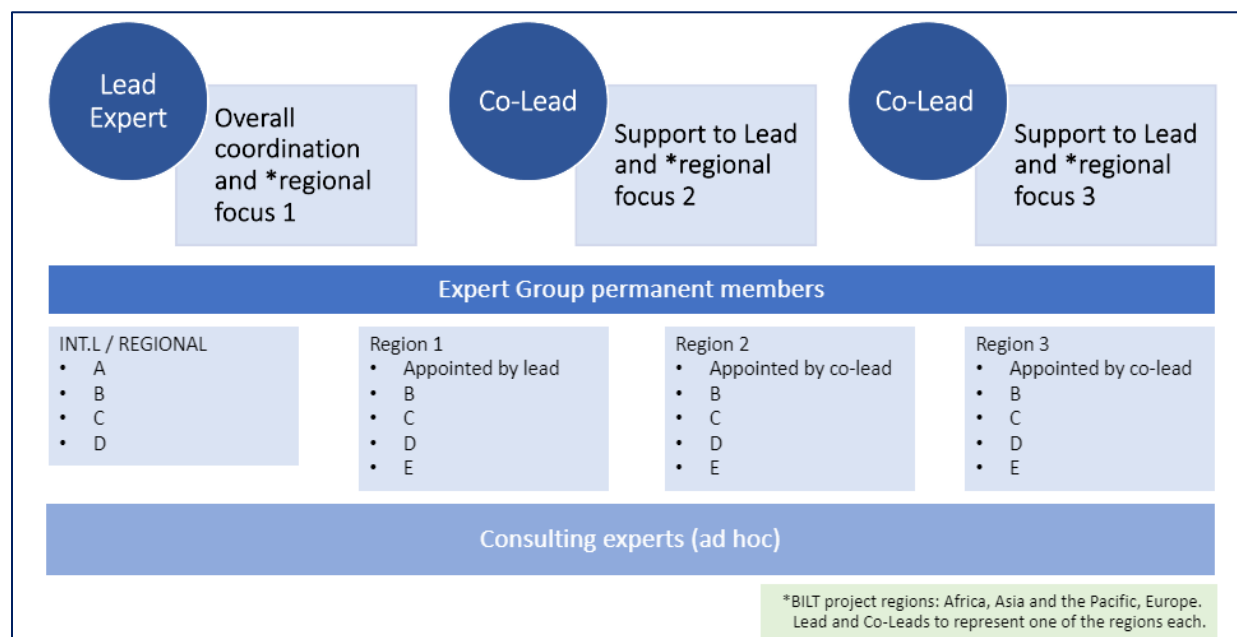 Lead
Expert
Overall
coordination
and *regional
focus 1
Co-Lead
Support to Lead
and *regional
focus 2
Co-Lead
Support to Lead
and *regional
focus 3
Expert Group permanent members
INT.L / REGIONAL
• A
• B
• C
• D
Region 1
• Appointed by lead
• B
• C
• D
• E
Region 2
• Appointed by co-lead
• B
• C
• D
• E
Region 3
• Appointed by co-lead
• B
• C
• D
• E
Consulting experts (ad hoc)
*BILT project regions: Africa, Asia and the Pacific, Europe.
Lead and Co-Leads to represent one of the regions each.